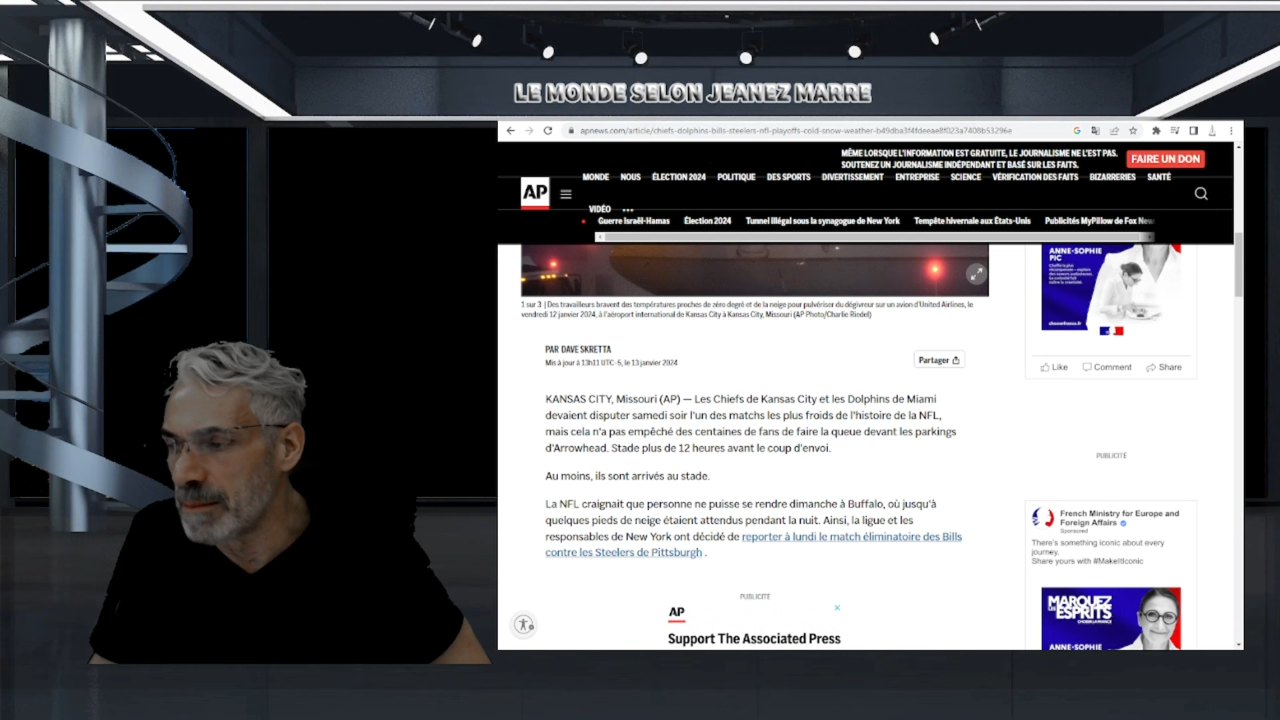 LE MONDE SELON JEANEZ MARRE
apnews.com/article/chiefs-dolphins-bills-steelers-nfl-playoffs-cold-snow-weather-b49dba3f4fdeeae8f023a7408b53296e
MÊME LORSQUE L'INFORMATION EST GRATUITE, LE JOURNALISME NE L'EST PAS.
SOUTENEZ UN JOURNALISME INDÉPENDANT ET BASÉ SUR LES FAITS.
FAIRE UN DON
AP
MONDE NOUS ÉLECTION 2024 POLITIQUE DES SPORTS DIVERTISSEMENT ENTREPRISE SCIENCE VÉRIFICATION DES FAITS BIZARRERIES SANTÉ
VIDÉO
Guerre Israël-Hamas Élection 2024 Tunnel illégal sous la synagogue de New York Tempête hivernale aux États-Unis Publicités MyPillow de Fox New
1 sur 3 | Des travailleurs bravent des températures proches de zéro degré et de la neige pour pulvériser du dégivreur sur un avion d'United Airlines, le
vendredi 12 janvier 2024, à l'aéroport international de Kansas City à Kansas City, Missouri (AP Photo/Charlie Riedel)
PAR DAVE SKRETTA
Mis à jour à 13h11 UTC-5, le 13 janvier 2024
Partager
KANSAS CITY, Missouri (AP) — Les Chiefs de Kansas City et les Dolphins de Miami
devaient disputer samedi soir l'un des matchs les plus froids de l'histoire de la NFL,
mais cela n'a pas empêché des centaines de fans de faire la queue devant les parkings
d'Arrowhead. Stade plus de 12 heures avant le coup d'envoi.
Au moins, ils sont arrivés au stade.
La NFL craignait que personne ne puisse se rendre dimanche à Buffalo, où jusqu'à
quelques pieds de neige étaient attendus pendant la nuit. Ainsi, la ligue et les
responsables de New York ont décidé de reporter à lundi le match éliminatoire des Bills
contre les Steelers de Pittsburgh .
PUBLICITÉ
AP
Support The Associated Press
ANNE-SOPHIE
PIC
choosefrance.fr
Like Comment Share
PUBLICITÉ
French Ministry for Europe and
Foreign Affairs
Sponsored
There's something iconic about every
journey.
Share yours with #MakeItIconic
MARQUEZ
LES ESPRITS
CHOISIR LA FRANCE
ANNE-SOPHIE